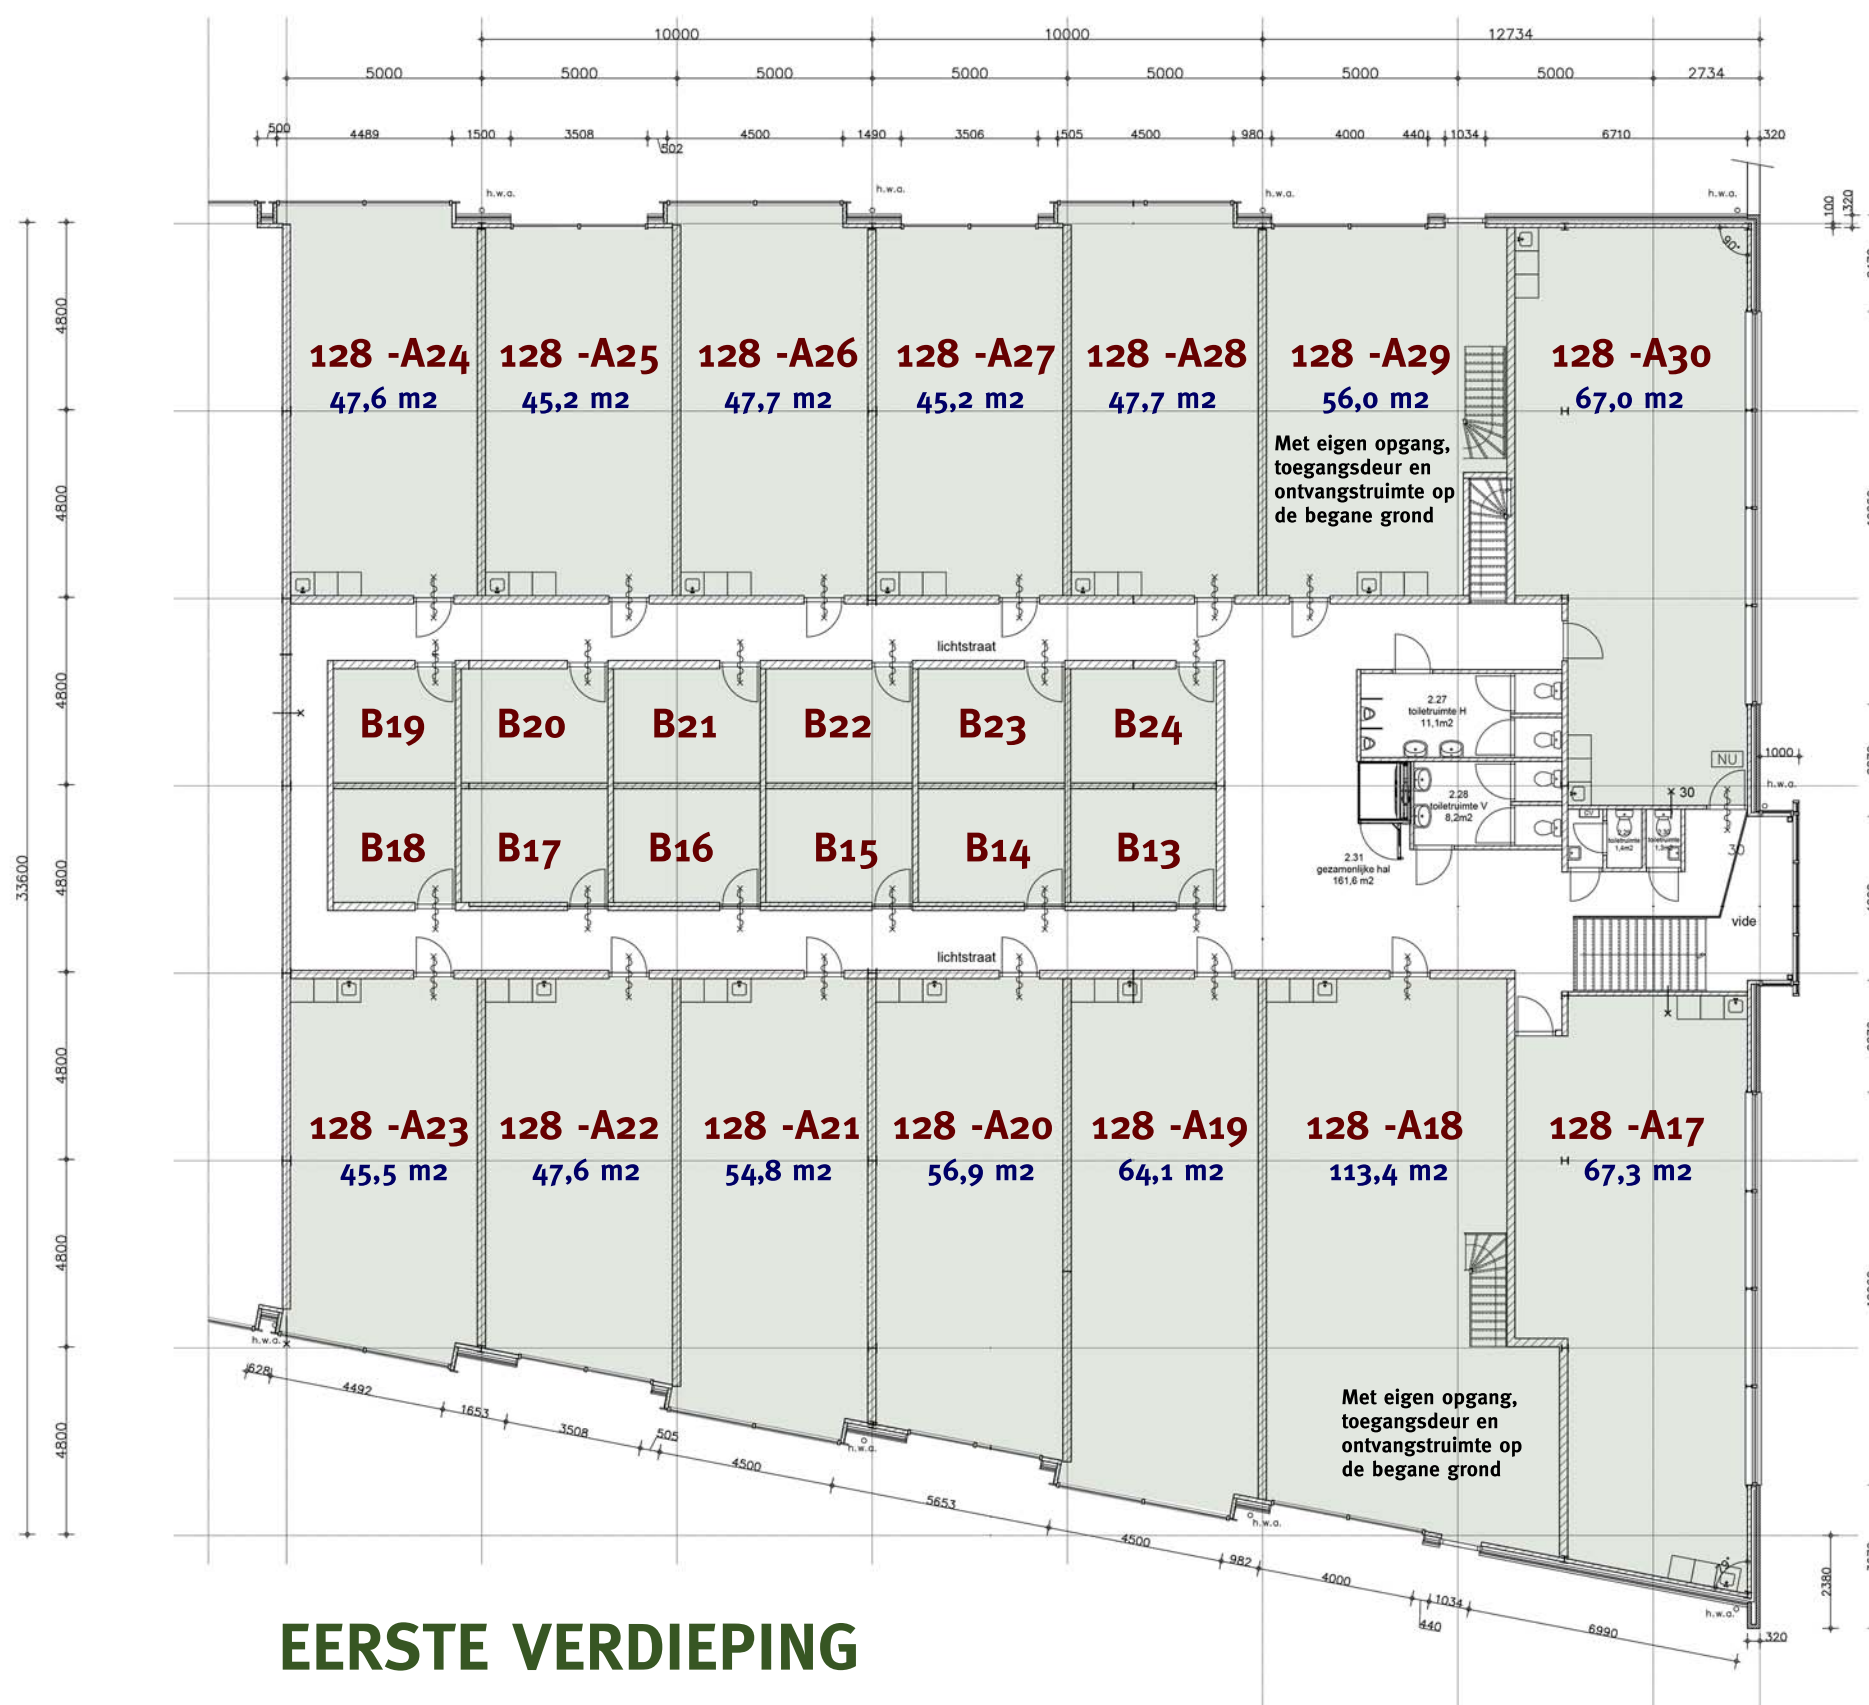 10000 10000 12734
5000 5000 5000 5000 5000 5000 5000 2734
500 4489 1500 3508 502 4500 1490 3506 505 4500 980 4000 440 1034 6710 320
h.w.a. h.w.a. h.w.a. h.w.a.
100 320
90°
128 -A24 128 -A25 128 -A26 128 -A27 128 -A28 128 -A29 128 -A30
47,6 m2 45,2 m2 47,7 m2 45,2 m2 47,7 m2 56,0 m2 67,0 m2
Met eigen opgang,
toegangsdeur en
ontvangstruimte op
de begane grond
4800
4800
4800
4800
4800
4800
4800
33600
lichtstraat
B19 B20 B21 B22 B23 B24
2.27
toiletruimte H
11,1m2
NU
1000
h.w.a.
2.28
toiletruimte V
8,2m2
30
30
CV
toiletruimte
1,4m2
B18 B17 B16 B15 B14 B13
2.31
gezamenlijke hal
161,6 m2
vide
lichtstraat
128 -A23 128 -A22 128 -A21 128 -A20 128 -A19 128 -A18 128 -A17
45,5 m2 47,6 m2 54,8 m2 56,9 m2 64,1 m2 113,4 m2 67,3 m2
Met eigen opgang,
toegangsdeur en
ontvangstruimte op
de begane grond
h.w.a. h.w.a. h.w.a. h.w.a.
628 4492 1653 3508 505 4500 5653 4500 982 4000 440 1034 6990 320
2380
EERSTE VERDIEPING